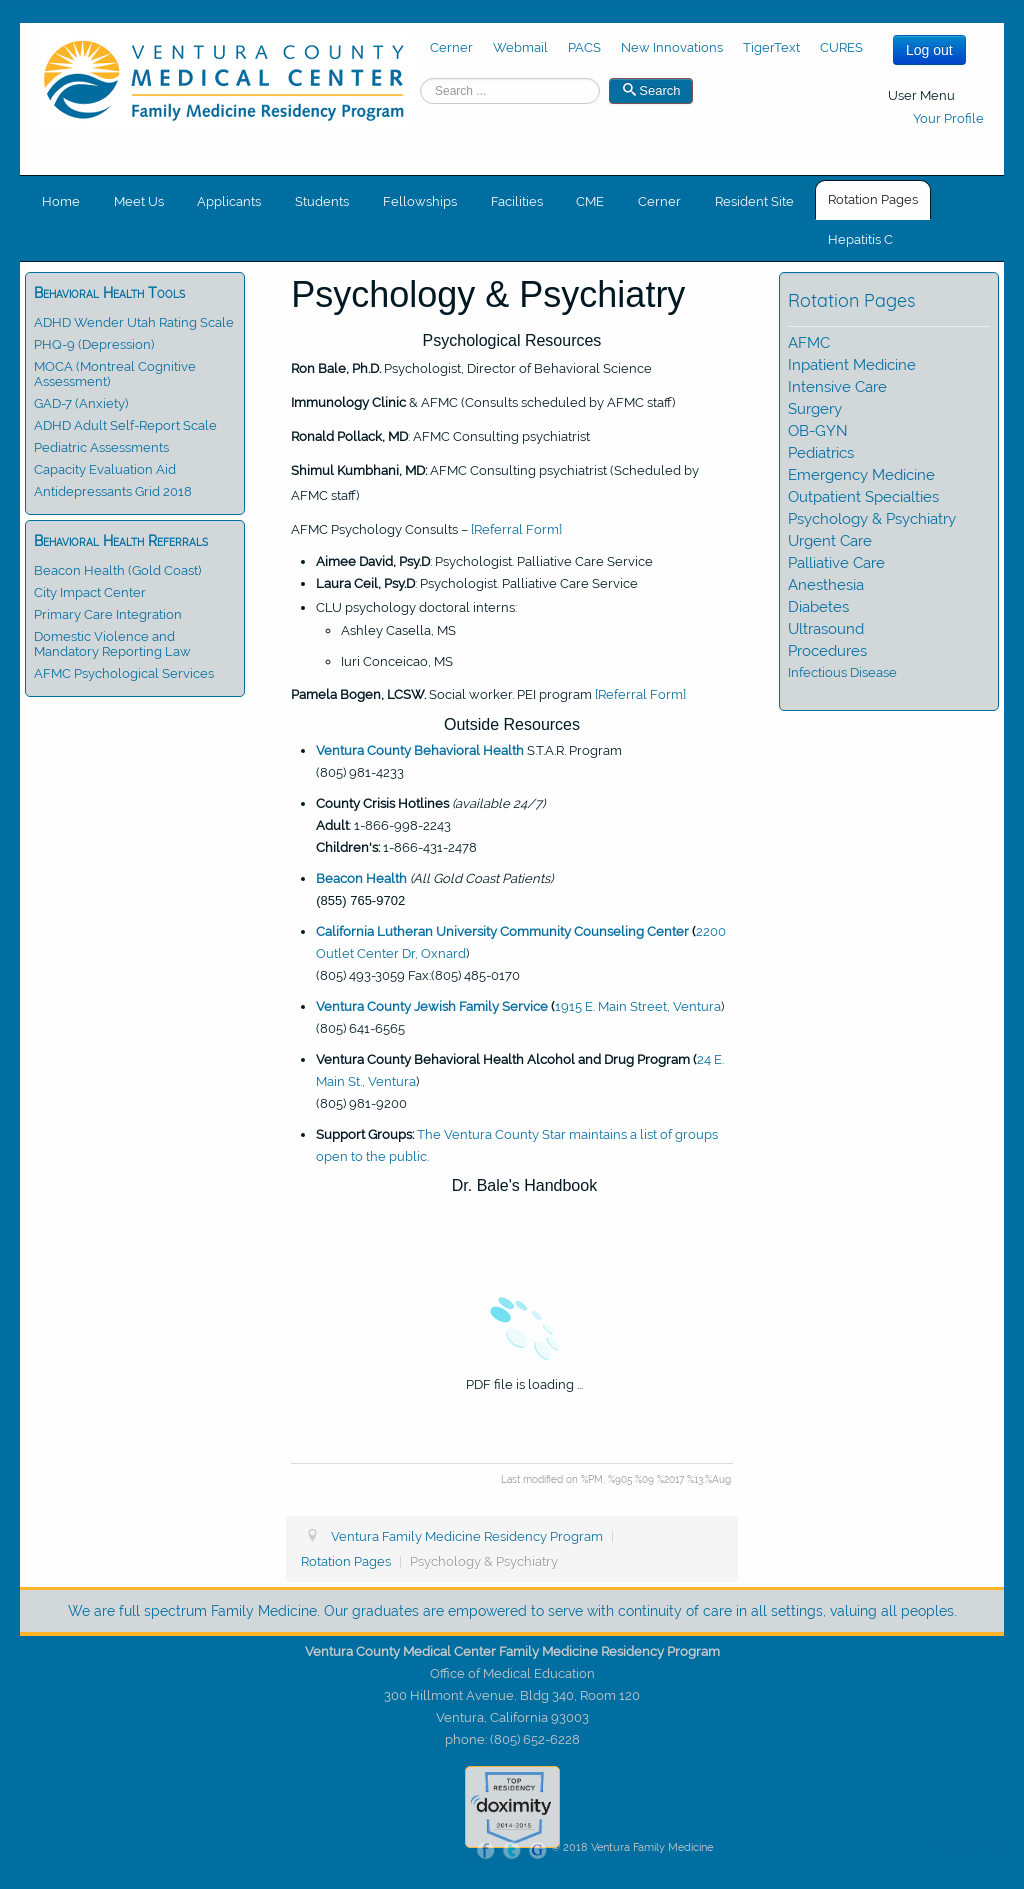 VENTURA COUNTY
MEDICAL CENTER
Family Medicine Residency Program
Cerner Webmail PACS New Innovations TigerText CURES
Log out
Search ...
Search
User Menu
Your Profile
Home Meet Us Applicants Students Fellowships Facilities CME Cerner Resident Site Rotation Pages
Hepatitis C
Behavioral Health Tools
ADHD Wender Utah Rating Scale
PHQ-9 (Depression)
MOCA (Montreal Cognitive
Assessment)
GAD-7 (Anxiety)
ADHD Adult Self-Report Scale
Pediatric Assessments
Capacity Evaluation Aid
Antidepressants Grid 2018
Behavioral Health Referrals
Beacon Health (Gold Coast)
City Impact Center
Primary Care Integration
Domestic Violence and
Mandatory Reporting Law
AFMC Psychological Services
Psychology & Psychiatry
Psychological Resources
Ron Bale, Ph.D. Psychologist, Director of Behavioral Science
Immunology Clinic & AFMC (Consults scheduled by AFMC staff)
Ronald Pollack, MD: AFMC Consulting psychiatrist
Shimul Kumbhani, MD: AFMC Consulting psychiatrist (Scheduled by
AFMC staff)
AFMC Psychology Consults – [Referral Form]
Aimee David, Psy.D: Psychologist. Palliative Care Service
Laura Ceil, Psy.D: Psychologist. Palliative Care Service
CLU psychology doctoral interns:
Ashley Casella, MS
Iuri Conceicao, MS
Pamela Bogen, LCSW. Social worker. PEI program [Referral Form]
Outside Resources
Ventura County Behavioral Health S.T.A.R. Program
(805) 981-4233
County Crisis Hotlines (available 24/7)
Adult: 1-866-998-2243
Children's: 1-866-431-2478
Beacon Health (All Gold Coast Patients)
(855) 765-9702
California Lutheran University Community Counseling Center (2200
Outlet Center Dr, Oxnard)
(805) 493-3059 Fax:(805) 485-0170
Ventura County Jewish Family Service (1915 E. Main Street, Ventura)
(805) 641-6565
Ventura County Behavioral Health Alcohol and Drug Program (24 E.
Main St., Ventura)
(805) 981-9200
Support Groups: The Ventura County Star maintains a list of groups
open to the public.
Dr. Bale's Handbook
PDF file is loading ...
Last modified on %PM, %905 %09 %2017 %13:%Aug
Ventura Family Medicine Residency Program
Rotation Pages Psychology & Psychiatry
Rotation Pages
AFMC
Inpatient Medicine
Intensive Care
Surgery
OB-GYN
Pediatrics
Emergency Medicine
Outpatient Specialties
Psychology & Psychiatry
Urgent Care
Palliative Care
Anesthesia
Diabetes
Ultrasound
Procedures
Infectious Disease
We are full spectrum Family Medicine. Our graduates are empowered to serve with continuity of care in all settings, valuing all peoples.
Ventura County Medical Center Family Medicine Residency Program
Office of Medical Education
300 Hillmont Avenue, Bldg 340, Room 120
Ventura, California 93003
phone: (805) 652-6228
TOP
RESIDENCY
doximity
2014-2015
f t G © 2018 Ventura Family Medicine